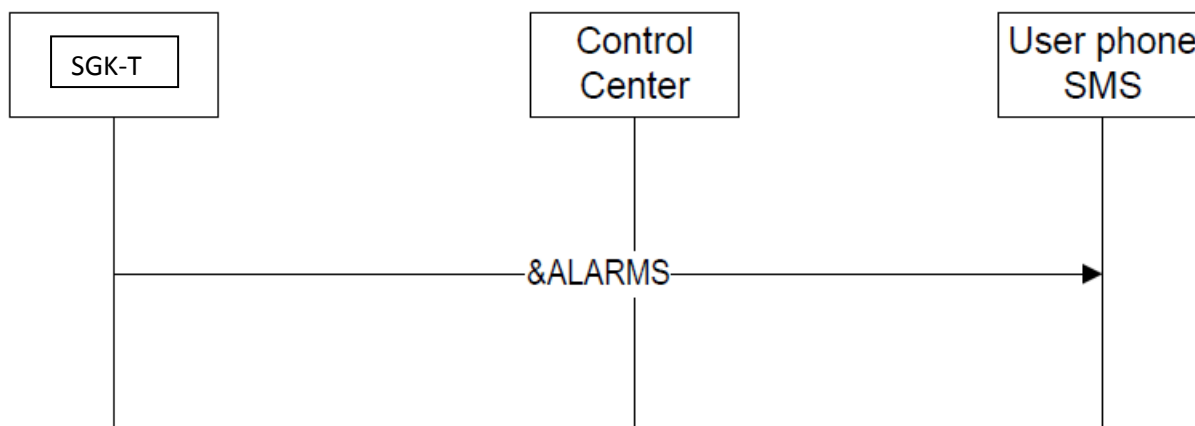 SGK-T
Control
Center
User phone
SMS
&ALARMS